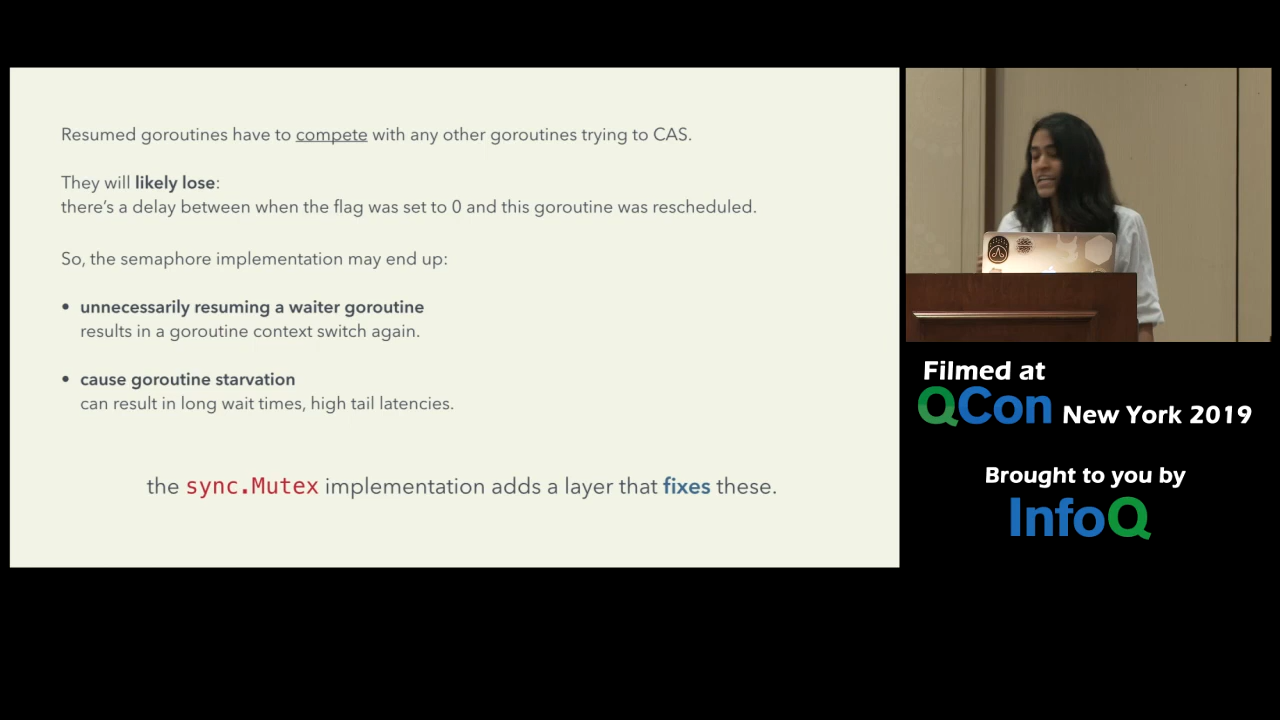 Resumed goroutines have to compete with any other goroutines trying to CAS.
They will likely lose:
there's a delay between when the flag was set to 0 and this goroutine was rescheduled.
So, the semaphore implementation may end up:
• unnecessarily resuming a waiter goroutine
results in a goroutine context switch again.
• cause goroutine starvation
can result in long wait times, high tail latencies.
the sync.Mutex implementation adds a layer that fixes these.
Filmed at
QCon New York 2019
Brought to you by
InfoQ